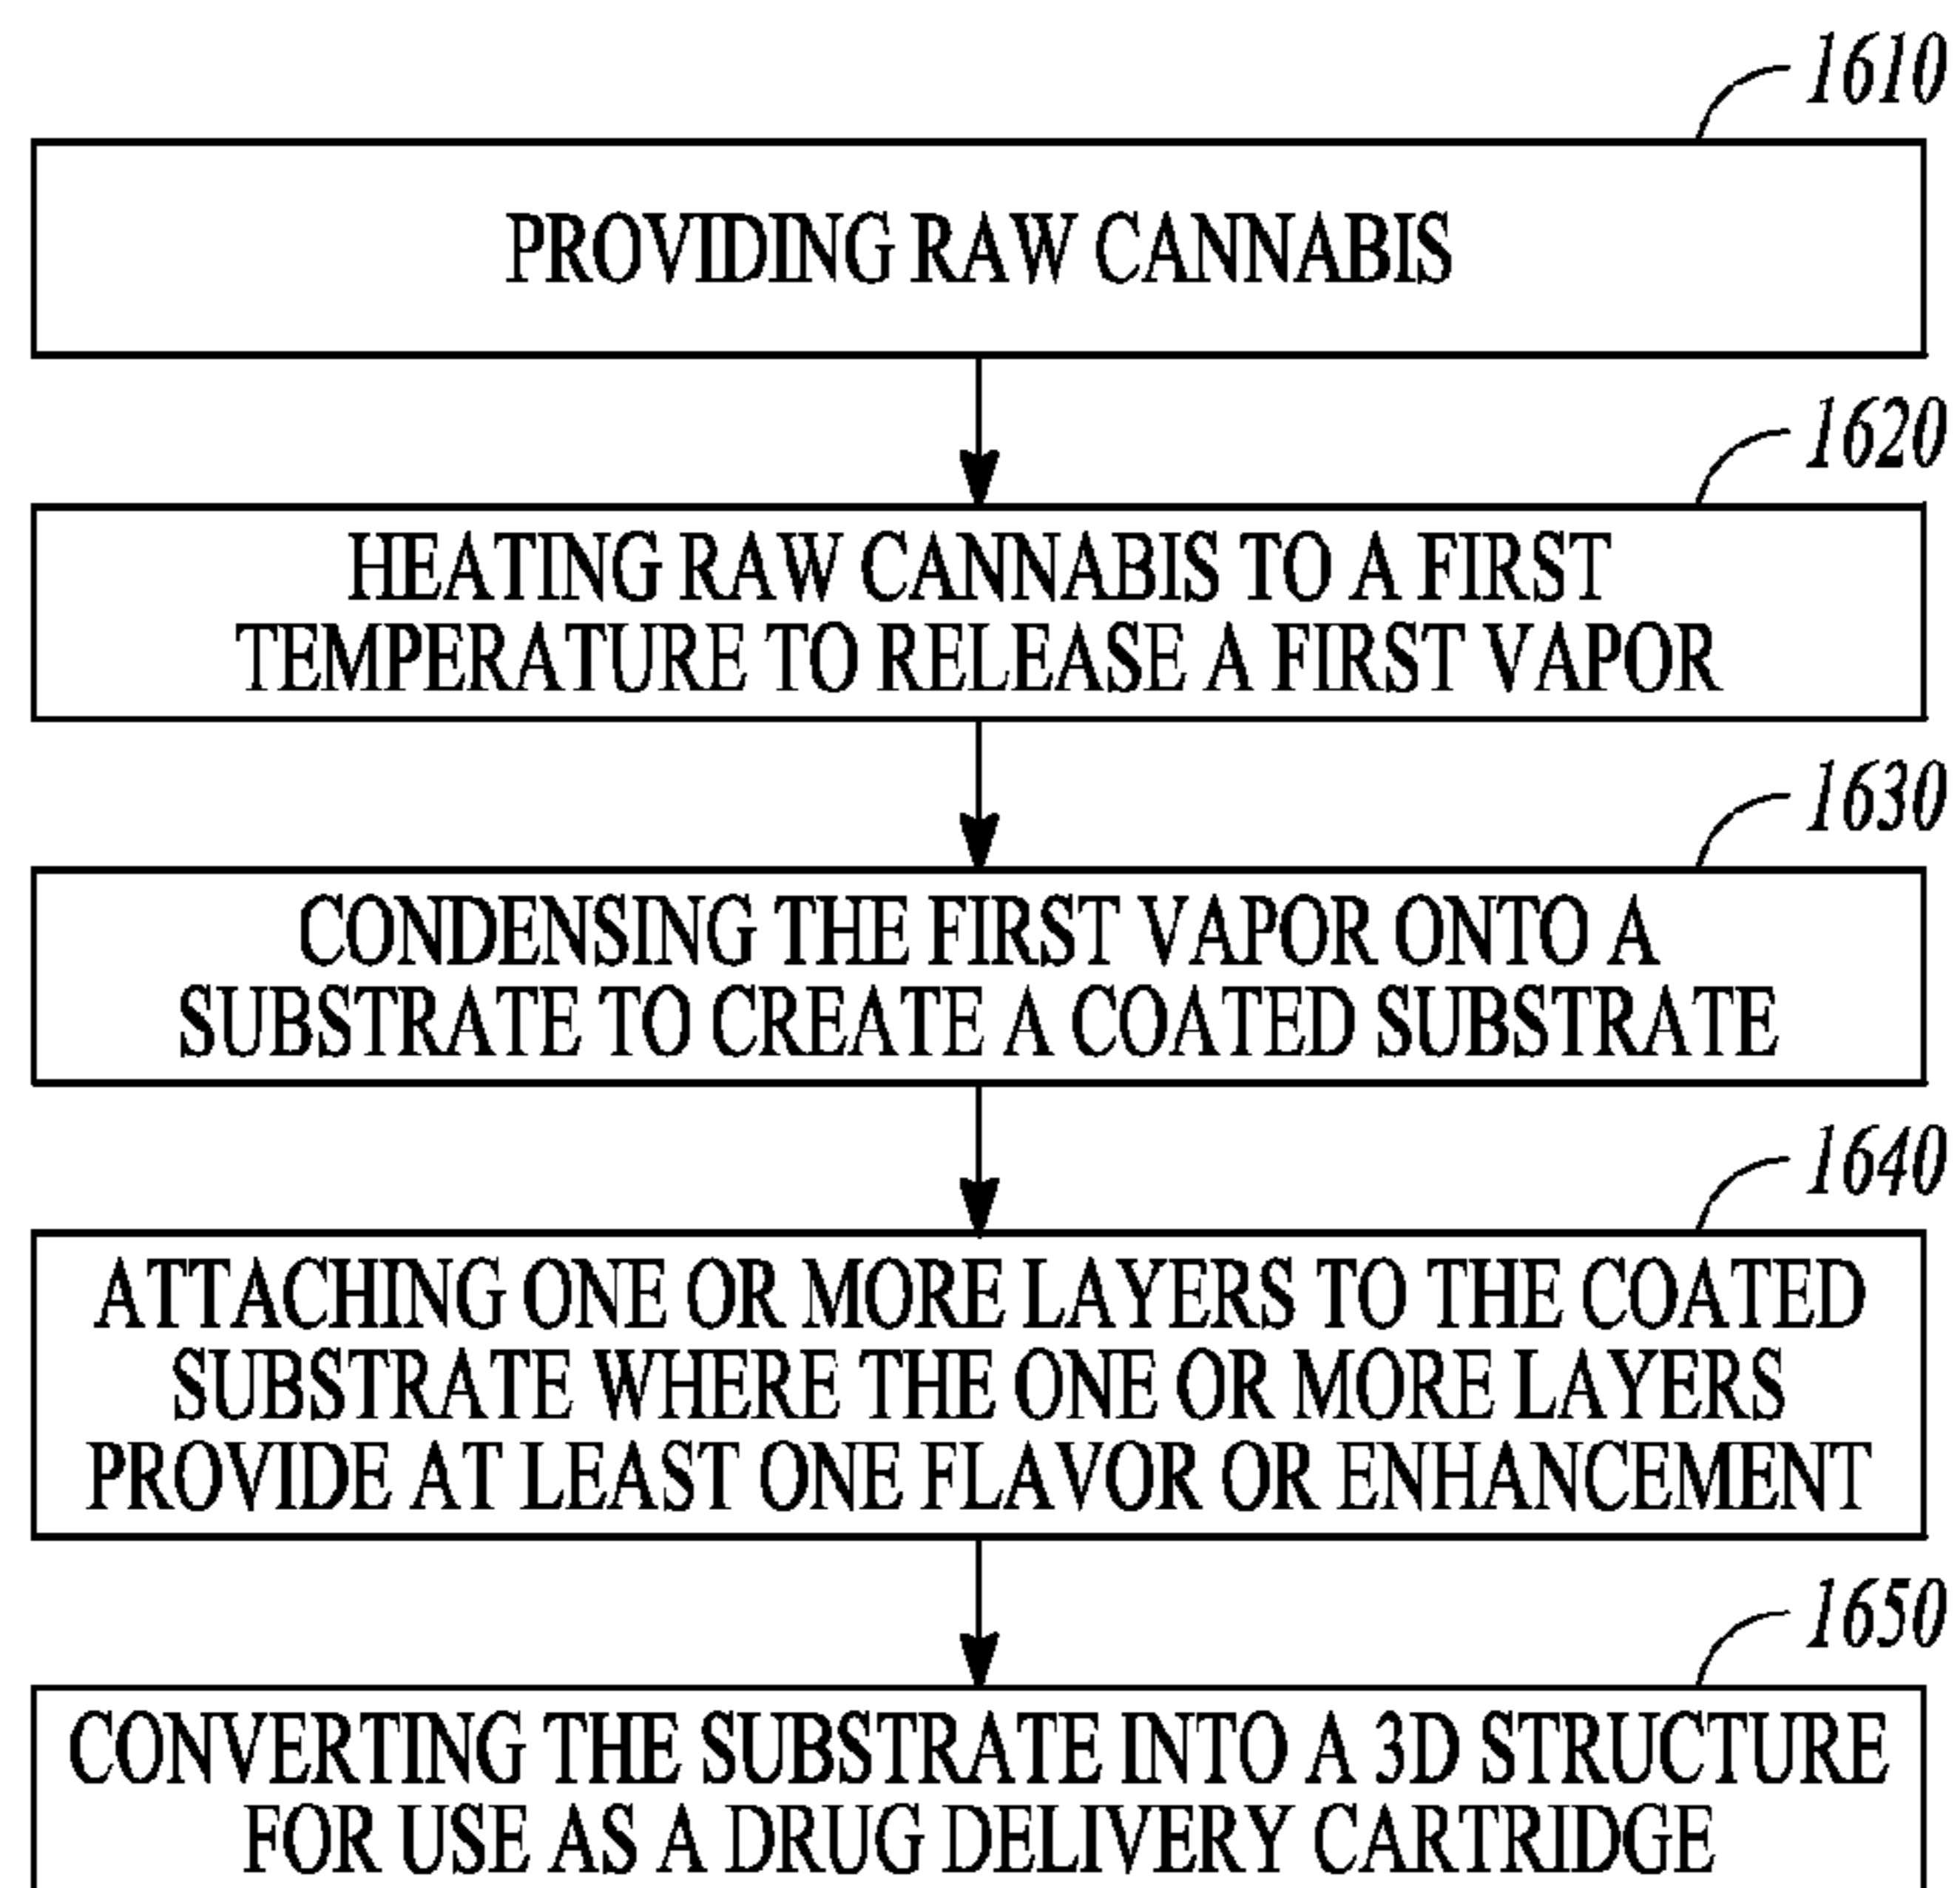 1610
PROVIDING RAW CANNABIS
1620
HEATING RAW CANNABIS TO A FIRST
TEMPERATURE TO RELEASE A FIRST VAPOR
1630
CONDENSING THE FIRST VAPOR ONTO A
SUBSTRATE TO CREATE A COATED SUBSTRATE
1640
ATTACHING ONE OR MORE LAYERS TO THE COATED
SUBSTRATE WHERE THE ONE OR MORE LAYERS
PROVIDE AT LEAST ONE FLAVOR OR ENHANCEMENT
1650
CONVERTING THE SUBSTRATE INTO A 3D STRUCTURE
FOR USE AS A DRUG DELIVERY CARTRIDGE